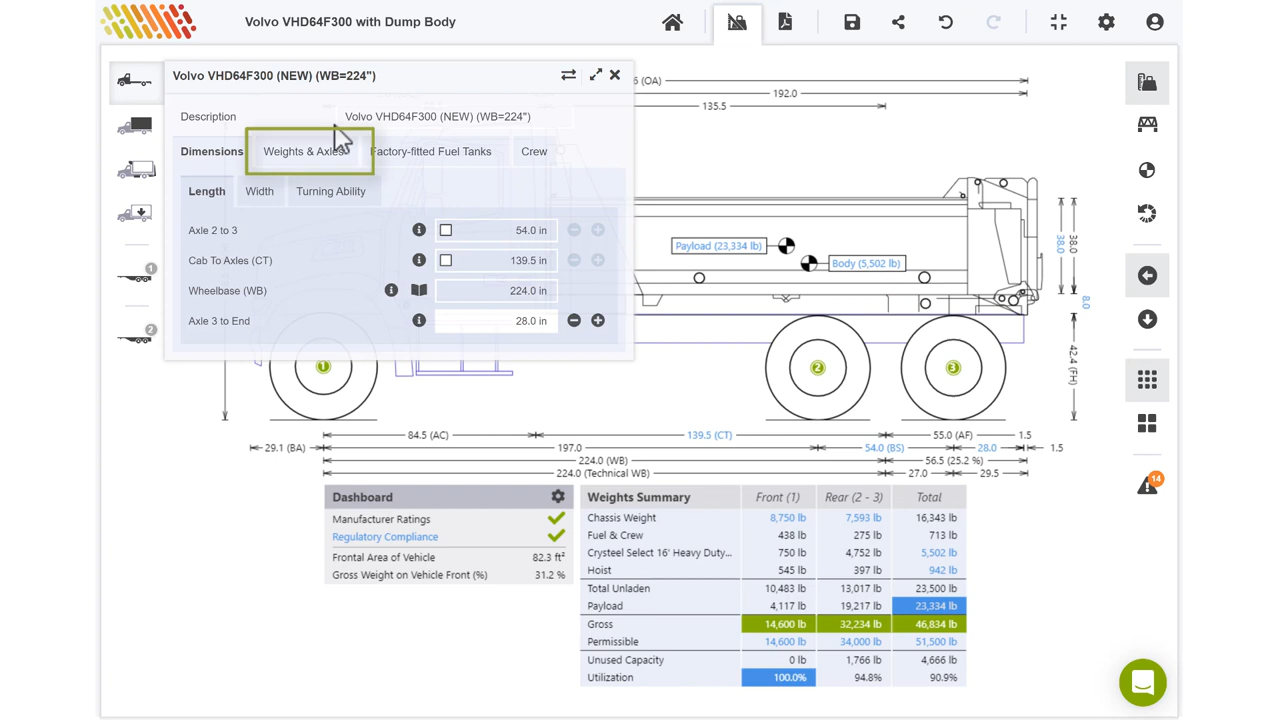 Volvo VHD64F300 with Dump Body
Volvo VHD64F300 (NEW) (WB=224")
Description
Volvo VHD64F300 (NEW) (WB=224")
Dimensions
Weights & Axles
Factory-fitted Fuel Tanks
Crew
Length
Width
Turning Ability
Axle 2 to 3
54.0 in
Cab To Axles (CT)
139.5 in
Wheelbase (WB)
224.0 in
Axle 3 to End
28.0 in
1
2
(OA)
192.0
135.5
Payload (23,334 lb)
Body (5,502 lb)
38.0
38.0
8.0
42.4 (FH)
1
2
3
14
84.5 (AC)
139.5 (CT)
55.0 (AF)
1.5
29.1 (BA)
197.0
54.0 (BS)
28.0
1.5
224.0 (WB)
56.5 (25.2 %)
224.0 (Technical WB)
27.0
29.5
Dashboard
Manufacturer Ratings
Regulatory Compliance
Frontal Area of Vehicle 82.3 ft²
Gross Weight on Vehicle Front (%) 31.2 %
Weights Summary Front (1) Rear (2 - 3) Total
Chassis Weight 8,750 lb 7,593 lb 16,343 lb
Fuel & Crew 438 lb 275 lb 713 lb
Crysteel Select 16' Heavy Duty... 750 lb 4,752 lb 5,502 lb
Hoist 545 lb 397 lb 942 lb
Total Unladen 10,483 lb 13,017 lb 23,500 lb
Payload 4,117 lb 19,217 lb 23,334 lb
Gross 14,600 lb 32,234 lb 46,834 lb
Permissible 14,600 lb 34,000 lb 51,500 lb
Unused Capacity 0 lb 1,766 lb 4,666 lb
Utilization 100.0% 94.8% 90.9%